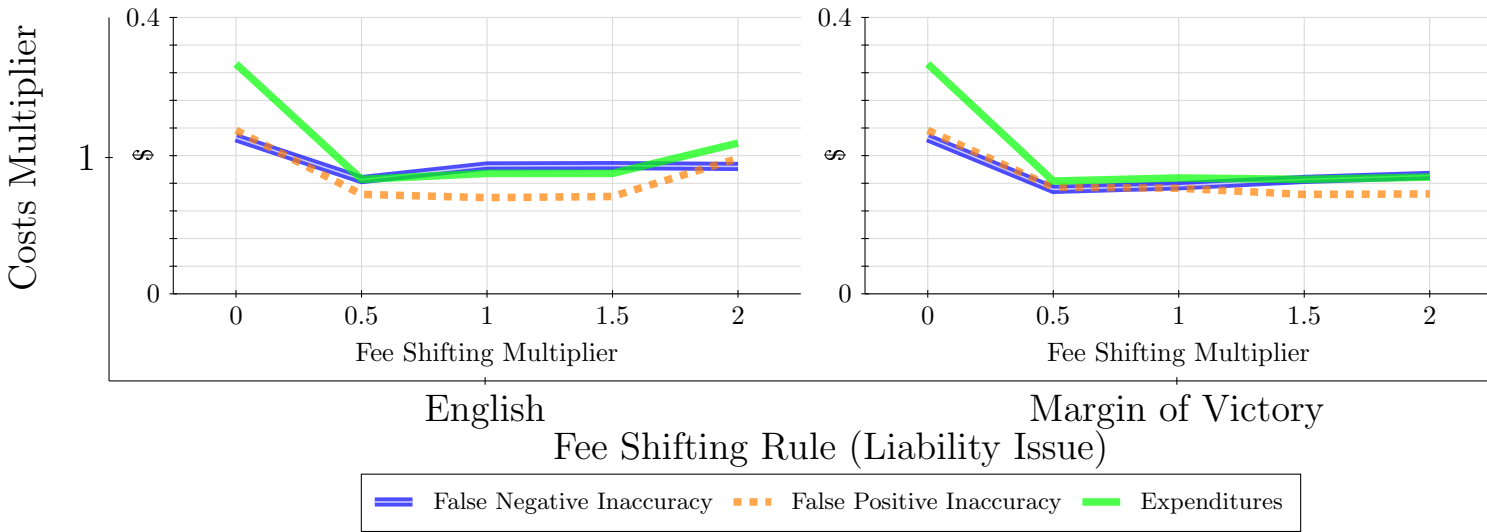 Costs Multiplier
1
0.4
$
0
0
0.5
1
1.5
2
Fee Shifting Multiplier
0.4
$
0
0
0.5
1
1.5
2
Fee Shifting Multiplier
English
Margin of Victory
Fee Shifting Rule (Liability Issue)
False Negative Inaccuracy
False Positive Inaccuracy
Expenditures